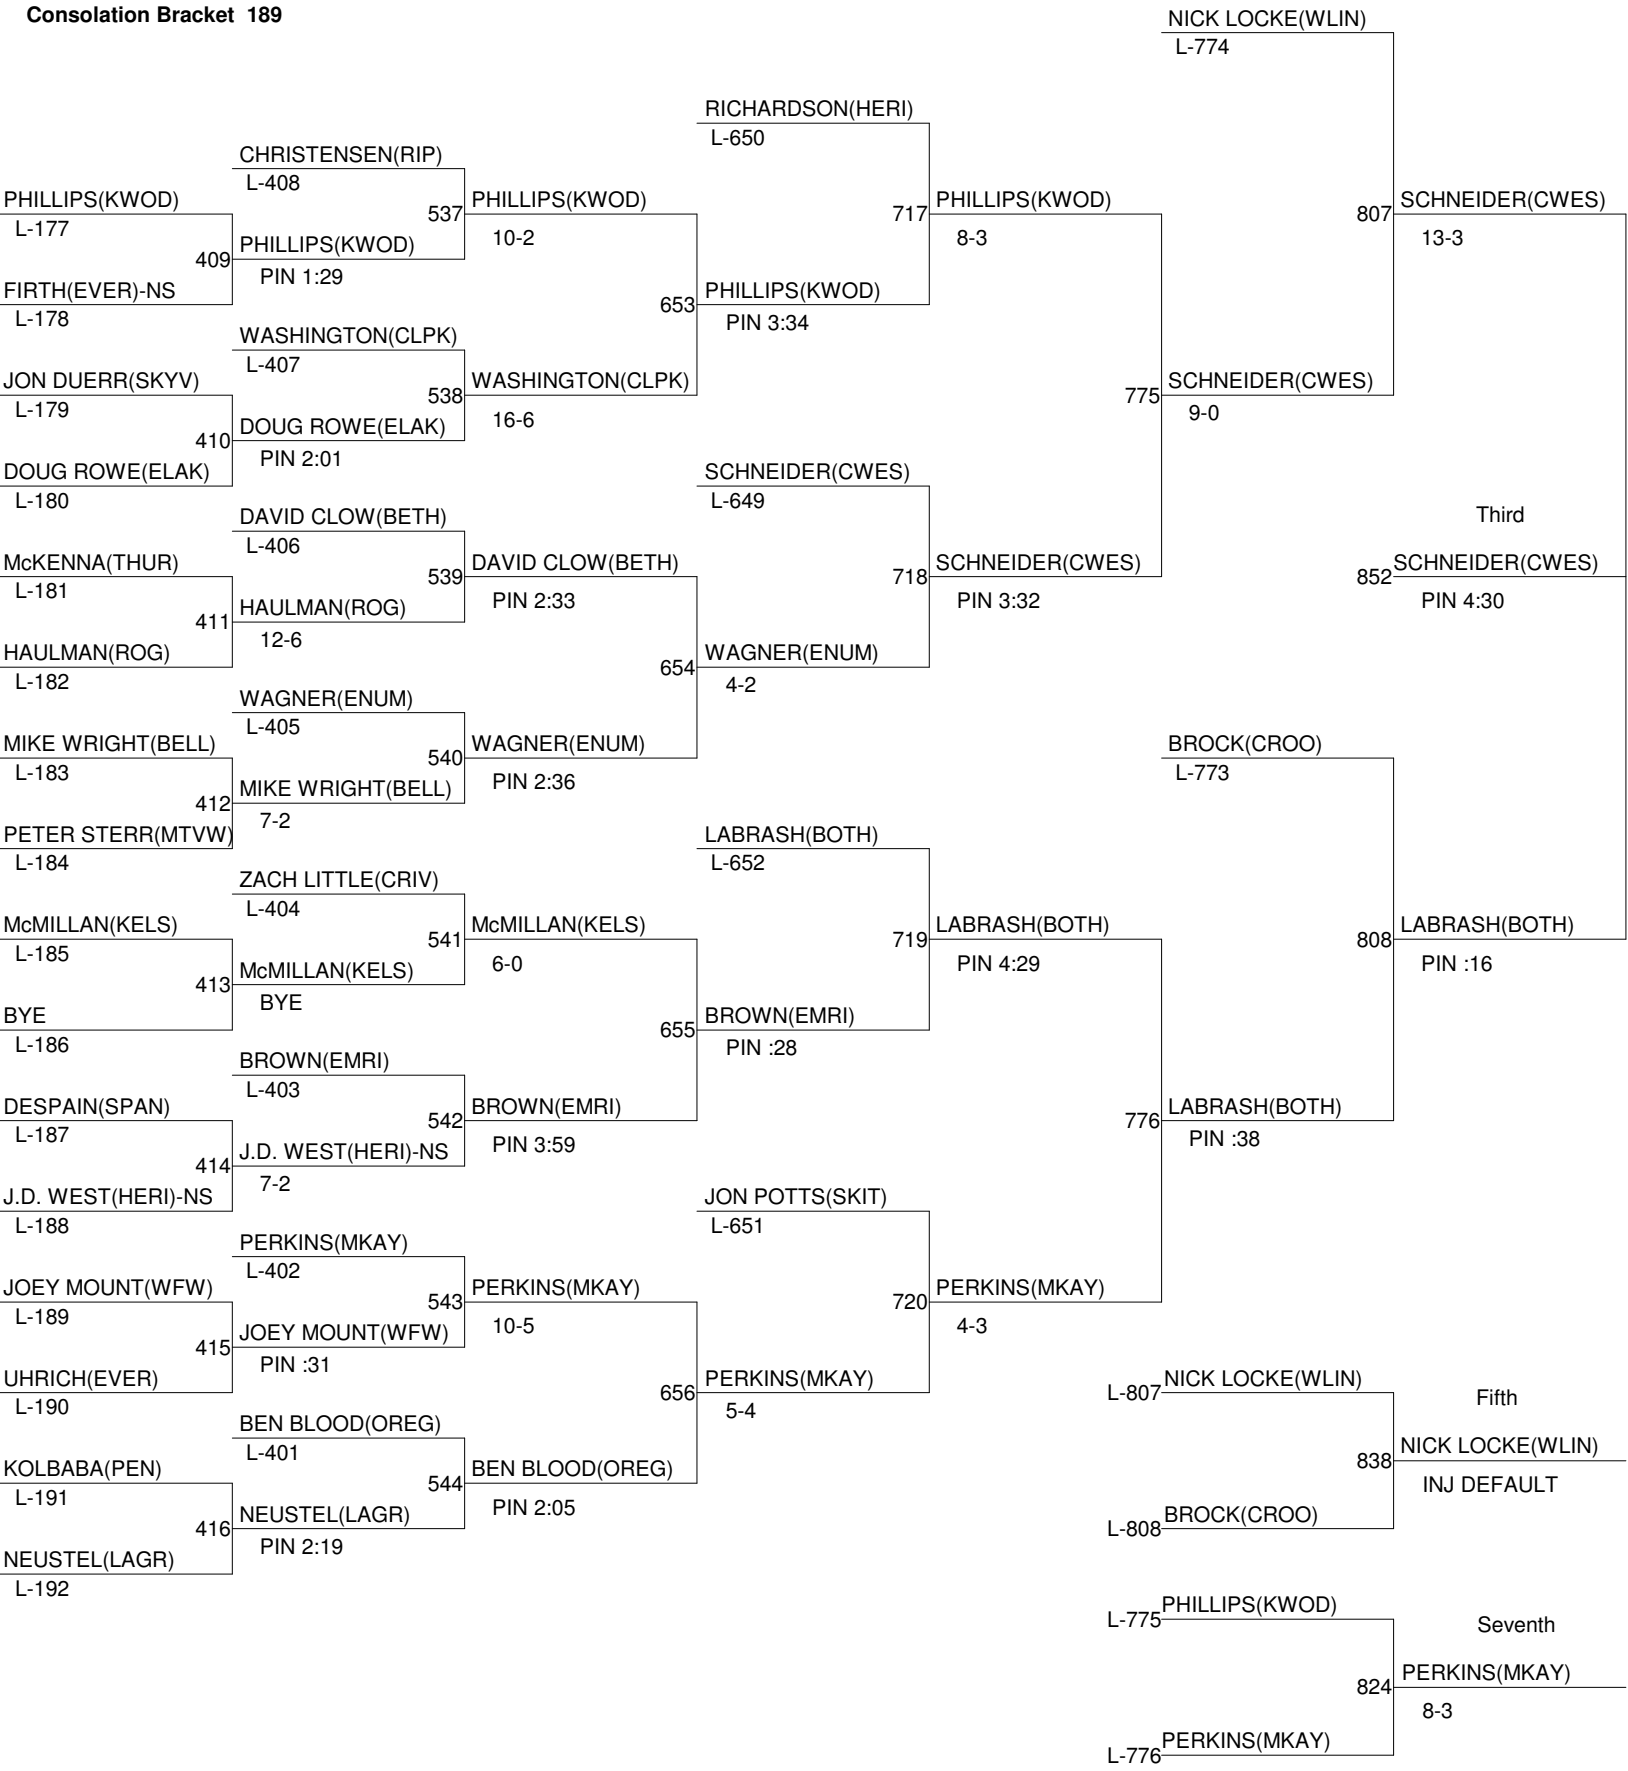 Consolation Bracket 189
NICK LOCKE(WLIN)
L-774
RICHARDSON(HERI)
L-650
CHRISTENSEN(RIP)
L-408
PHILLIPS(KWOD)
L-177
537
PHILLIPS(KWOD)
10-2
717
PHILLIPS(KWOD)
8-3
807
SCHNEIDER(CWES)
13-3
409
PHILLIPS(KWOD)
PIN 1:29
FIRTH(EVER)-NS
L-178
653
PHILLIPS(KWOD)
PIN 3:34
WASHINGTON(CLPK)
L-407
JON DUERR(SKYV)
L-179
538
WASHINGTON(CLPK)
16-6
775
SCHNEIDER(CWES)
9-0
410
DOUG ROWE(ELAK)
PIN 2:01
DOUG ROWE(ELAK)
L-180
SCHNEIDER(CWES)
L-649
DAVID CLOW(BETH)
L-406
Third
McKENNA(THUR)
L-181
539
DAVID CLOW(BETH)
PIN 2:33
718
SCHNEIDER(CWES)
PIN 3:32
852
SCHNEIDER(CWES)
PIN 4:30
411
HAULMAN(ROG)
12-6
HAULMAN(ROG)
L-182
654
WAGNER(ENUM)
4-2
WAGNER(ENUM)
L-405
MIKE WRIGHT(BELL)
L-183
540
WAGNER(ENUM)
PIN 2:36
BROCK(CROO)
L-773
412
MIKE WRIGHT(BELL)
7-2
PETER STERR(MTVW)
L-184
LABRASH(BOTH)
L-652
ZACH LITTLE(CRIV)
L-404
McMILLAN(KELS)
L-185
541
McMILLAN(KELS)
6-0
719
LABRASH(BOTH)
PIN 4:29
808
LABRASH(BOTH)
PIN :16
413
McMILLAN(KELS)
BYE
BYE
L-186
655
BROWN(EMRI)
PIN :28
BROWN(EMRI)
L-403
DESPAIN(SPAN)
L-187
542
BROWN(EMRI)
PIN 3:59
776
LABRASH(BOTH)
PIN :38
414
J.D. WEST(HERI)-NS
7-2
J.D. WEST(HERI)-NS
L-188
JON POTTS(SKIT)
L-651
PERKINS(MKAY)
L-402
JOEY MOUNT(WFW)
L-189
543
PERKINS(MKAY)
10-5
720
PERKINS(MKAY)
4-3
415
JOEY MOUNT(WFW)
PIN :31
UHRICH(EVER)
L-190
656
PERKINS(MKAY)
5-4
L-807
NICK LOCKE(WLIN)
Fifth
BEN BLOOD(OREG)
L-401
838
NICK LOCKE(WLIN)
INJ DEFAULT
KOLBABA(PEN)
L-191
544
BEN BLOOD(OREG)
PIN 2:05
416
NEUSTEL(LAGR)
PIN 2:19
L-808
BROCK(CROO)
NEUSTEL(LAGR)
L-192
L-775
PHILLIPS(KWOD)
Seventh
824
PERKINS(MKAY)
8-3
L-776
PERKINS(MKAY)